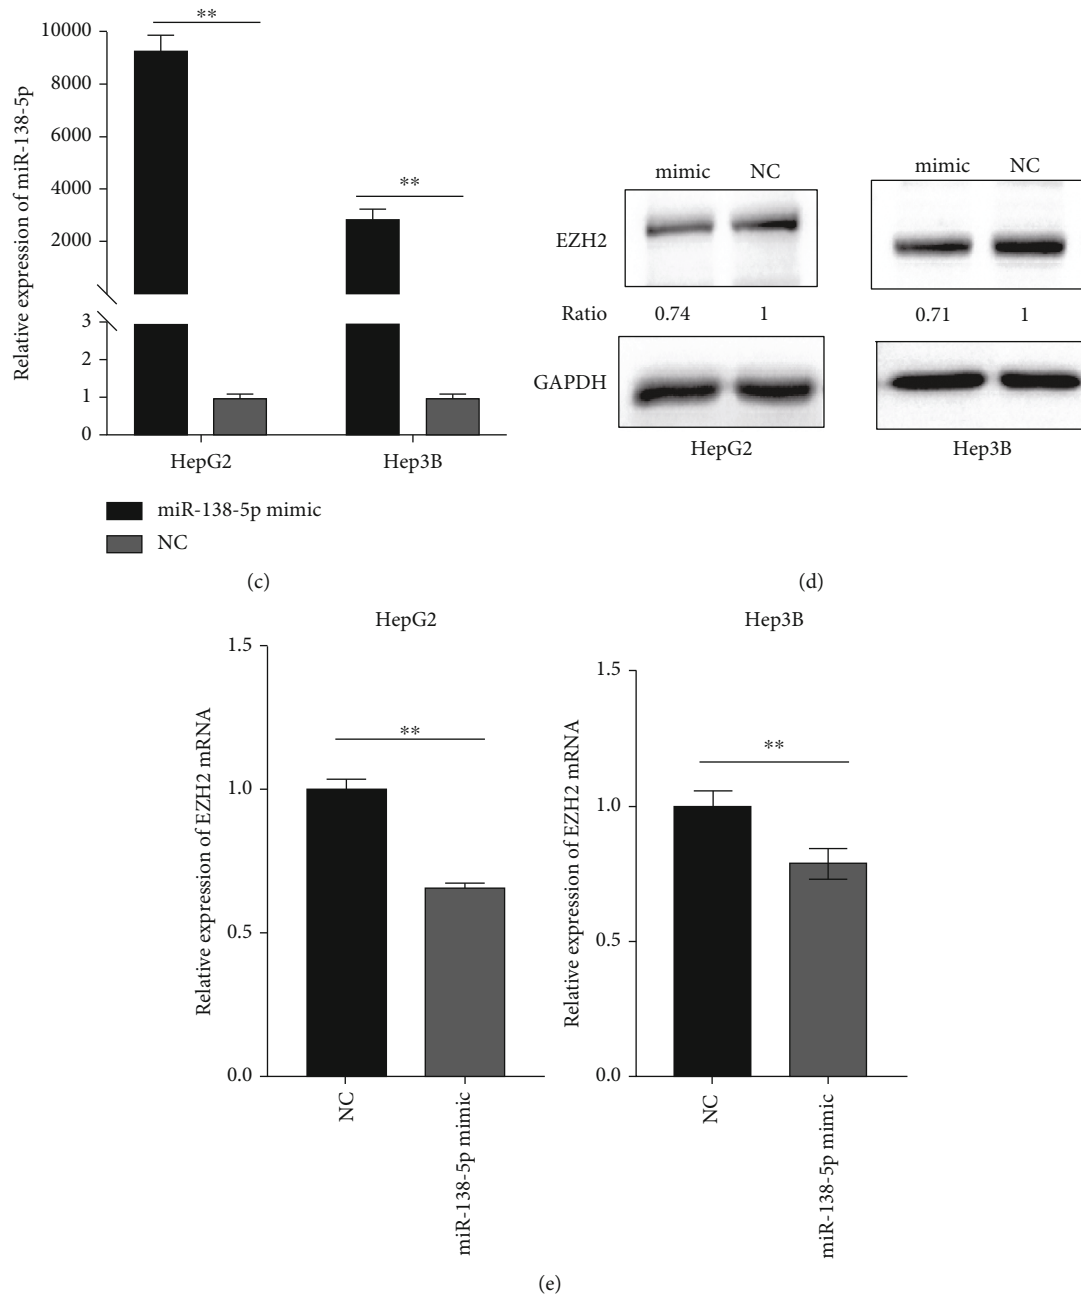 Relative expression of miR-138-5p
10000
8000
6000
4000
2000
3
2
1
0
**
**
HepG2 Hep3B
miR-138-5p mimic
NC
(c)
mimic NC
mimic NC
EZH2
Ratio 0.74 1
0.71 1
GAPDH
HepG2
Hep3B
(d)
HepG2
Relative expression of EZH2 mRNA
1.5
1.0
0.5
0.0
**
NC
miR-138-5p mimic
Hep3B
Relative expression of EZH2 mRNA
1.5
1.0
0.5
0.0
**
NC
miR-138-5p mimic
(e)